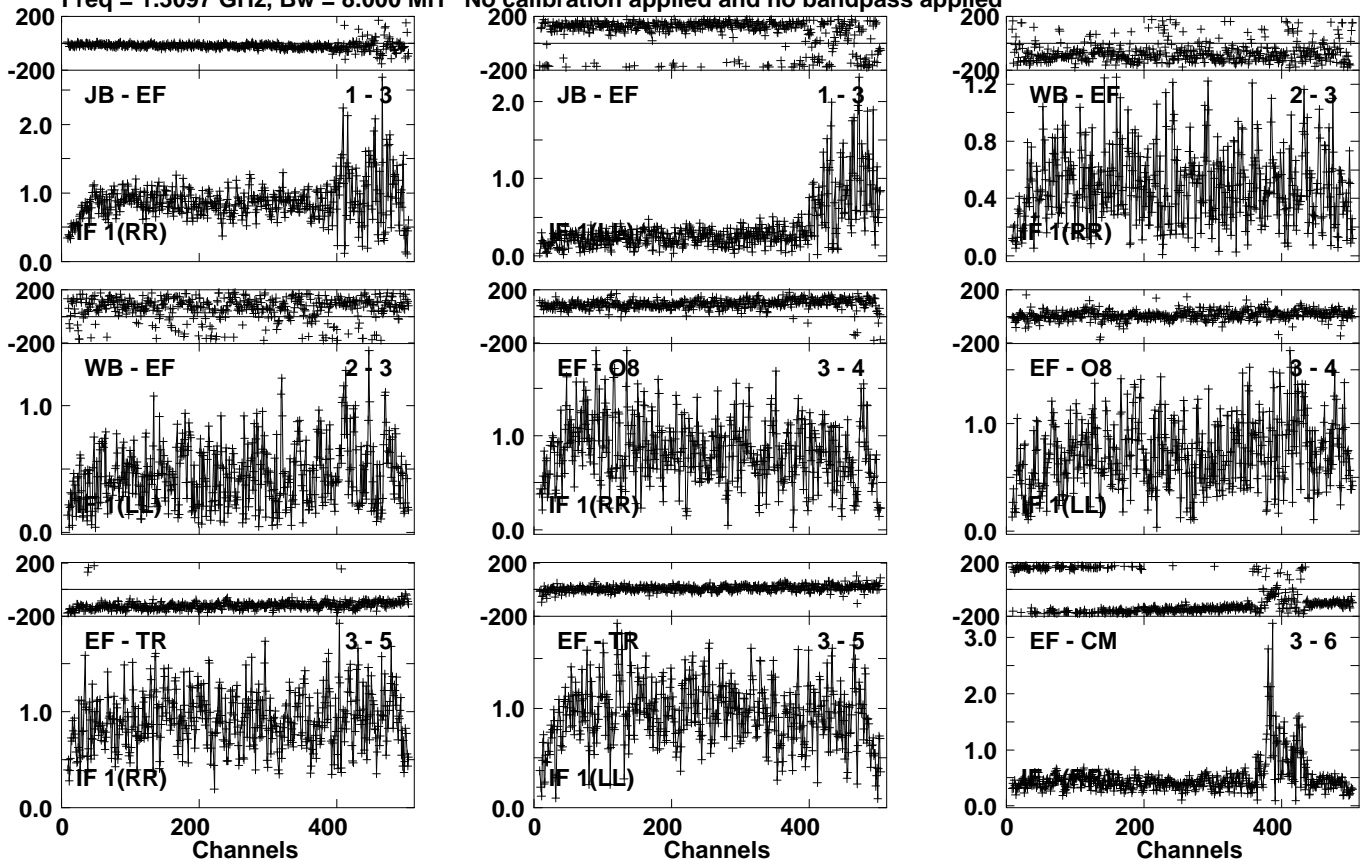 Freq = 1.5097 GHz, Bw = 8.000 MH No calibration applied and no bandpass applied
200
-200
JB - EF 1 - 3
2.0
1.0
IF 1(RR)
0.0
200
-200
JB - EF 1 - 3
2.0
1.0
IF 1(LL)
0.0
200
-200
1.2
WB - EF 2 - 3
0.8
0.4
IF 1(RR)
0.0
200
-200
WB - EF 2 - 3
1.0
IF 1(LL)
0.0
200
-200
EF - O8 3 - 4
1.0
IF 1(RR)
0.0
200
-200
EF - O8 3 - 4
1.0
IF 1(LL)
0.0
200
-200
EF - TR 3 - 5
1.0
IF 1(RR)
0.0
0 200 400
Channels
200
-200
EF - TR 3 - 5
1.0
IF 1(LL)
0.0
0 200 400
Channels
200
-200
3.0
EF - CM 3 - 6
2.0
1.0
IF 1(RR)
0.0
0 200 400
Channels